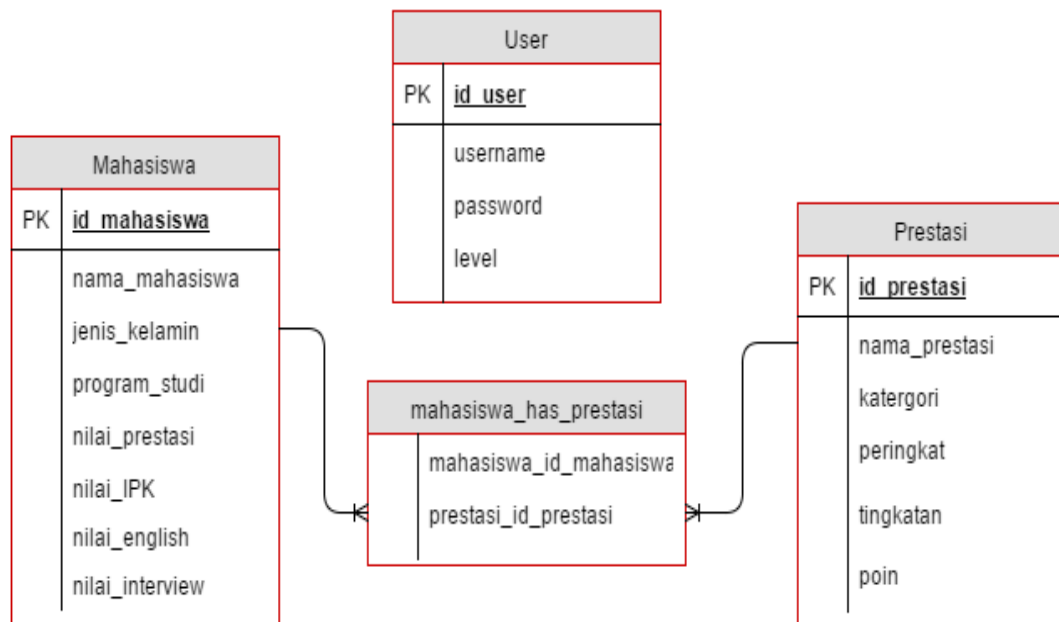 User
PK id_user
username
password
level
Mahasiswa
PK id_mahasiswa
nama_mahasiswa
jenis_kelamin
program_studi
nilai_prestasi
nilai_IPK
nilai_english
nilai_interview
mahasiswa_has_prestasi
mahasiswa_id_mahasiswa
prestasi_id_prestasi
Prestasi
PK id_prestasi
nama_prestasi
katergori
peringkat
tingkatan
poin